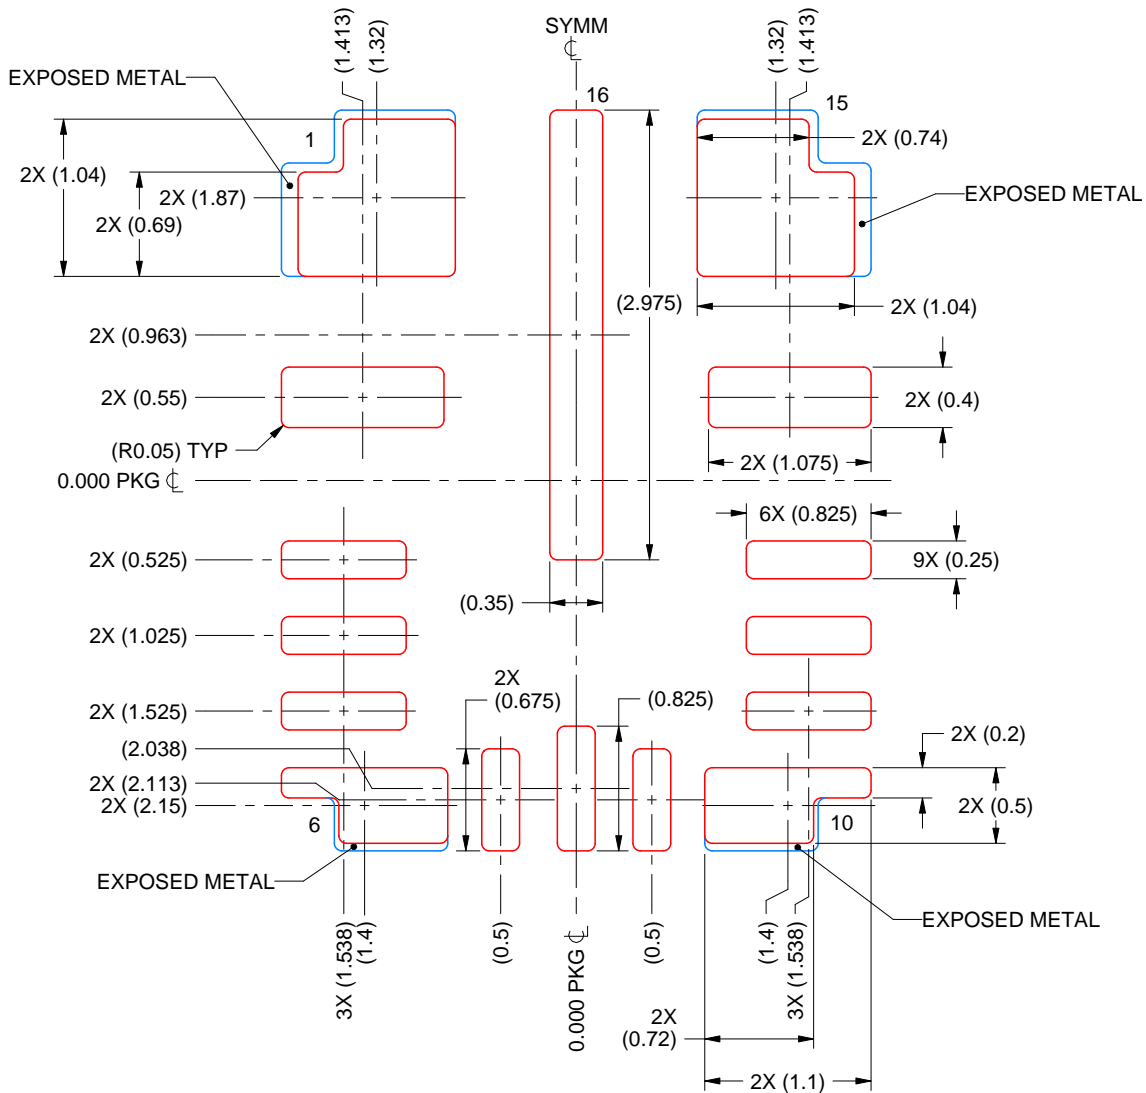 (1.413)
(1.32)
SYMM
(1.32)
(1.413)
EXPOSED METAL
16
15
1
2X (0.74)
2X (1.04)
2X (1.87)
EXPOSED METAL
2X (0.69)
(2.975)
2X (1.04)
2X (0.963)
2X (0.55)
2X (0.4)
(R0.05) TYP
2X (1.075)
0.000 PKG ℄
6X (0.825)
2X (0.525)
9X (0.25)
(0.35)
2X (1.025)
2X
(0.675)
(0.825)
2X (1.525)
(2.038)
2X (0.2)
2X (2.113)
2X (2.15)
2X (0.5)
6
10
EXPOSED METAL
EXPOSED METAL
3X (1.538)
(1.4)
(0.5)
0.000 PKG ℄
(0.5)
(1.4)
3X (1.538)
2X
(0.72)
2X (1.1)